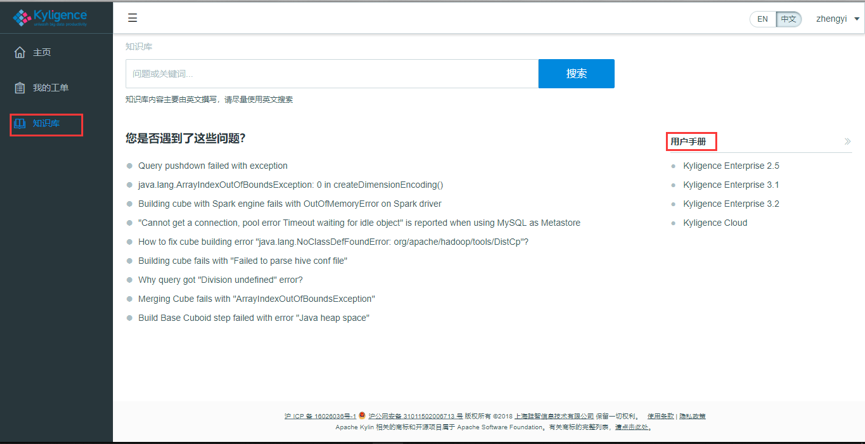 Kyligence
EN 中文 zhengyi
主页
我的工单
知识库
知识库
问题或关键词...
搜索
知识库内容主要由英文撰写，请尽量使用英文搜索
您是否遇到了这些问题?
Query pushdown failed with exception
java.lang.ArrayIndexOutOfBoundsException: 0 in createDimensionEncoding()
Building cube with Spark engine fails with OutOfMemoryError on Spark driver
"Cannot get a connection, pool error Timeout waiting for idle object" is reported when using MySQL as Metastore
How to fix cube building error "java.lang.NoClassDefFoundError: org/apache/hadoop/tools/DistCp"?
Building cube fails with "Failed to parse hive conf file"
Why query got "Division undefined" error?
Merging Cube fails with "ArrayIndexOutOfBoundsException"
Build Base Cuboid step failed with error "Java heap space"
用户手册
Kyligence Enterprise 2.5
Kyligence Enterprise 3.1
Kyligence Enterprise 3.2
Kyligence Cloud
沪 ICP 备 16026036号-1 沪公网安备 31011502006713 号 版权所有 ©2018 上海跬智信息技术有限公司 保留一切权利。 使用条款 | 隐私政策
Apache Kylin 相关的商标和开源项目属于 Apache Software Foundation。有关商标的完整列表，请点击此处。